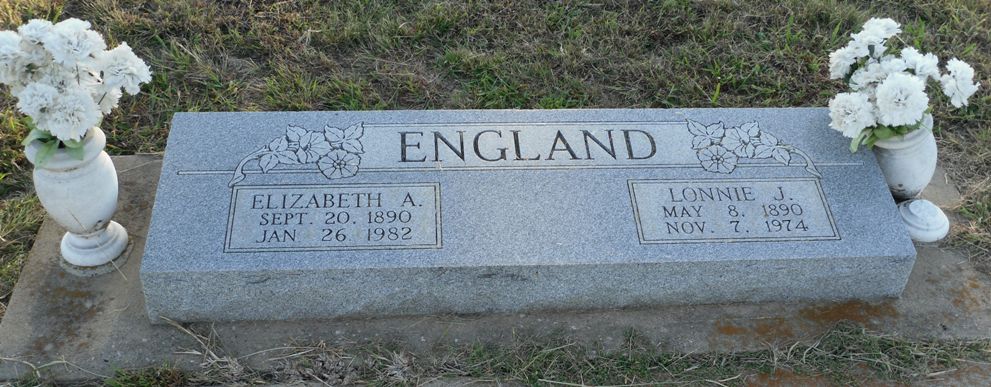 ENGLAND
ELIZABETH A.
SEPT. 20. 1890
JAN 26. 1982
LONNIE J.
MAY 8. 1890
NOV. 7. 1974